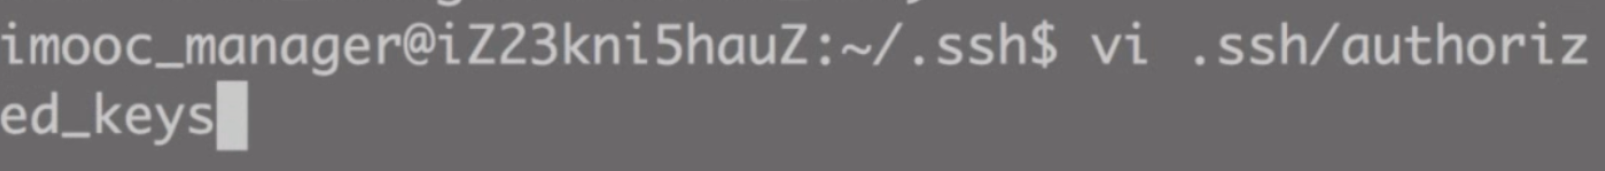 imooc_manager@iZ23kni5hauZ:~/.ssh$ vi .ssh/authoriz
ed_keys